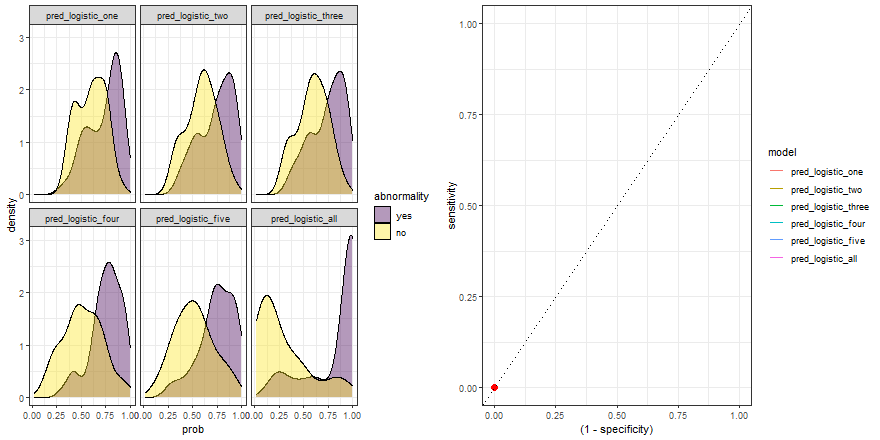 pred_logistic_one pred_logistic_two pred_logistic_three
3
2
1
0
pred_logistic_four pred_logistic_five pred_logistic_all
3
2
1
0
0.00 0.25 0.50 0.75 1.00 0.00 0.25 0.50 0.75 1.00 0.00 0.25 0.50 0.75 1.00
prob
density
abnormality
yes
no
1.00
0.75
0.50
0.25
0.00
0.00 0.25 0.50 0.75 1.00
(1 - specificity)
sensitivity
model
pred_logistic_one
pred_logistic_two
pred_logistic_three
pred_logistic_four
pred_logistic_five
pred_logistic_all